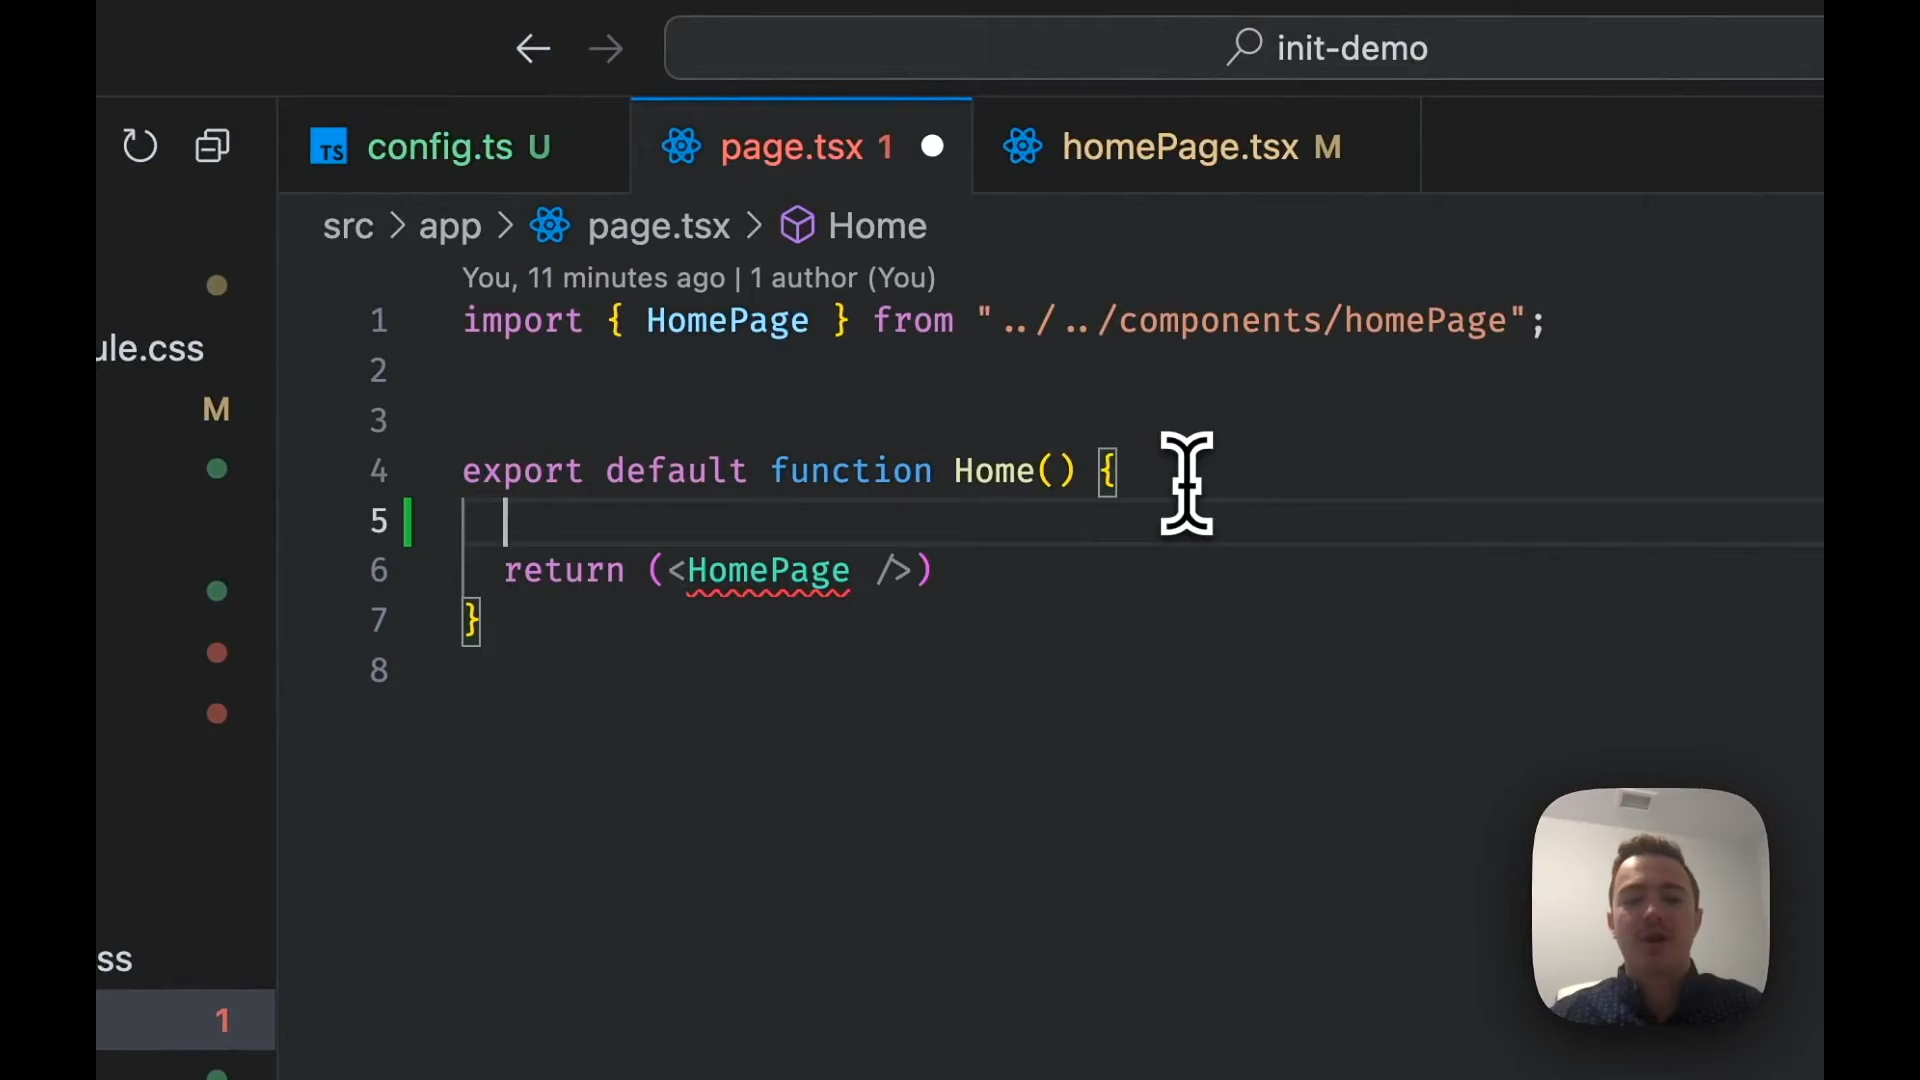 init-demo
config.ts U
page.tsx 1
homePage.tsx M
src > app > page.tsx > Home
You, 11 minutes ago | 1 author (You)
1 import { HomePage } from "../../components/homePage";
2
3
4 export default function Home() {
5
6 return (<HomePage />)
7 }
8
ule.css
M
ss
1
TS